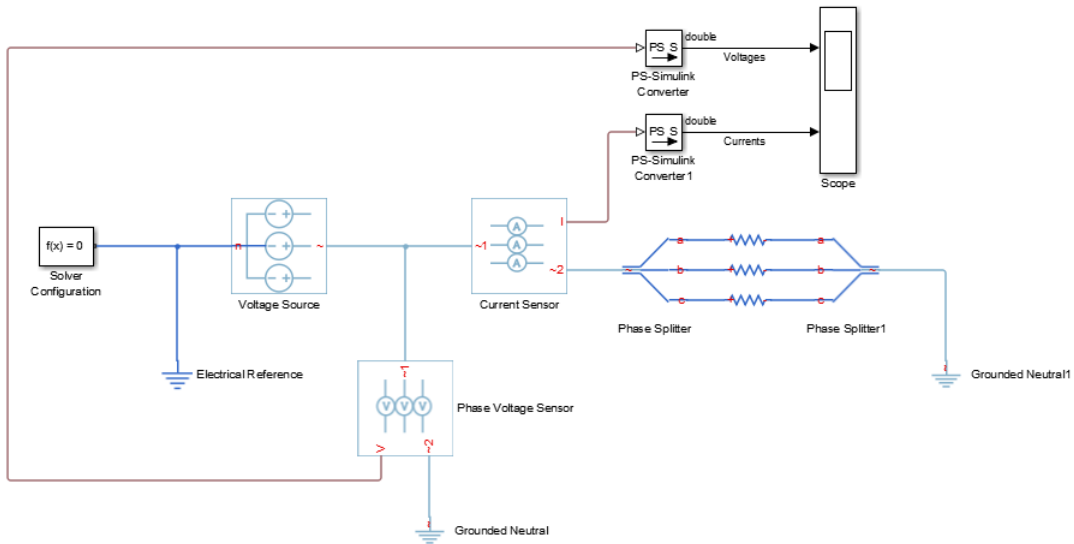 PS S
double
Voltages
PS-Simulink
Converter
PS S
double
Currents
PS-Simulink
Converter1
Scope
f(x) = 0
Solver
Configuration
n
~
Voltage Source
~1
A
A
A
I
~2
Current Sensor
~
a
b
c
a
b
c
~
Phase Splitter
Phase Splitter1
Electrical Reference
~1
V
V
V
V
~2
Phase Voltage Sensor
Grounded Neutral1
Grounded Neutral